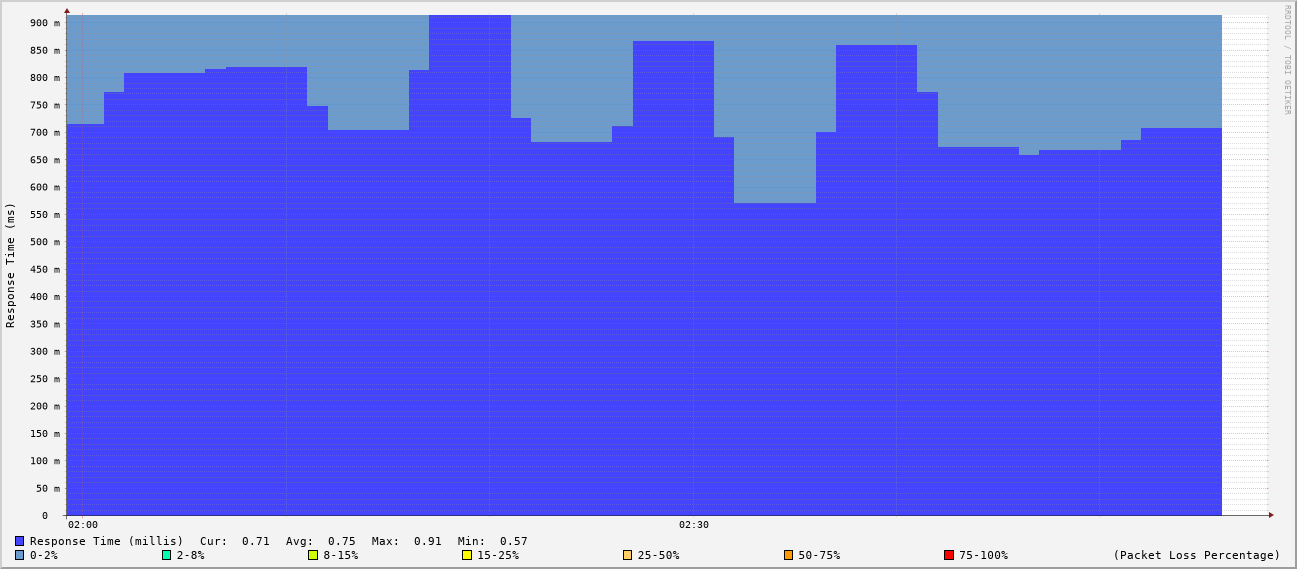 RRDTOOL / TOBI OETIKER
Response Time (ms)
900 m
850 m
800 m
750 m
700 m
650 m
600 m
550 m
500 m
450 m
400 m
350 m
300 m
250 m
200 m
150 m
100 m
50 m
0
02:00 02:30
Response Time (millis) Cur: 0.71 Avg: 0.75 Max: 0.91 Min: 0.57
0-2% 2-8% 8-15% 15-25% 25-50% 50-75% 75-100% (Packet Loss Percentage)